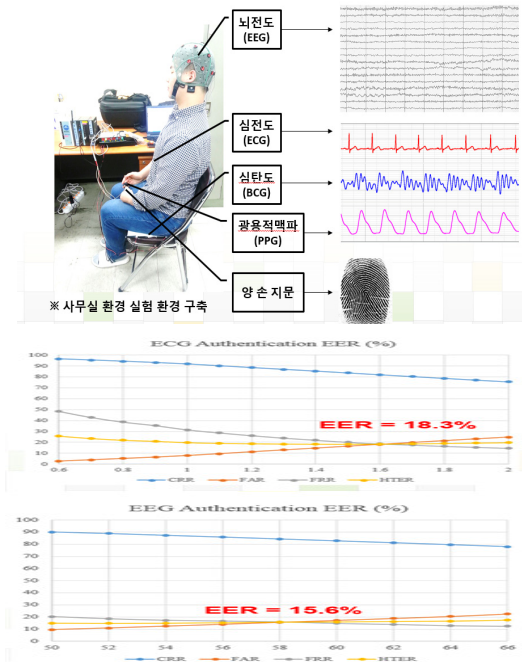 뇌전도
(EEG)
심전도
(ECG)
심탄도
(BCG)
광용적맥파
(PPG)
양 손 지문
※ 사무실 환경 실험 환경 구축
ECG Authentication EER (%)
100
90
80
70
60
50
40
30
20
10
0
EER = 18.3%
0.6 0.8 1 1.2 1.4 1.6 1.8 2
CRR FAR FRR HTER
EEG Authentication EER (%)
100
90
80
70
60
50
40
30
20
10
0
EER = 15.6%
50 52 54 56 58 60 62 64 66
CRR FAR FRR HTER